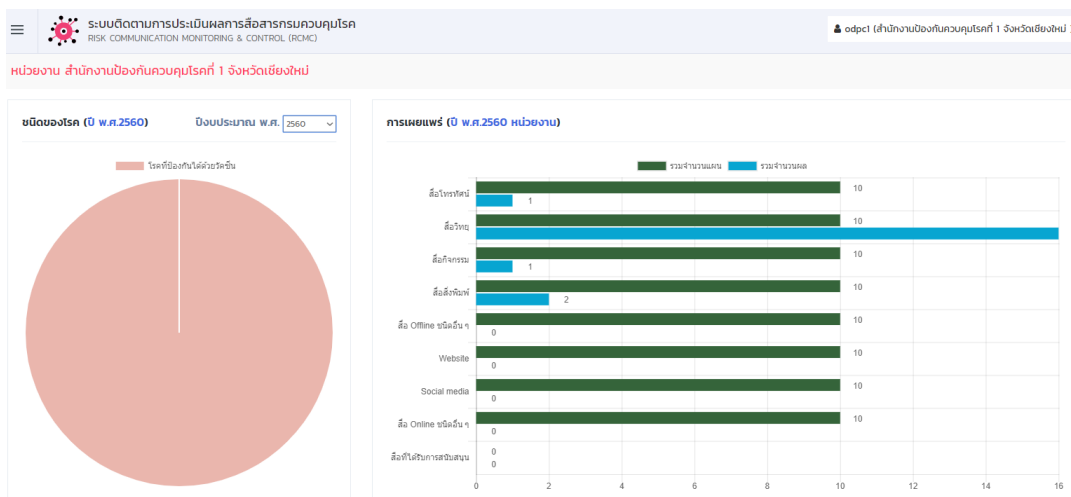 ระบบติดตามการประเมินผลการสื่อสารกรมควบคุมโรค
RISK COMMUNICATION MONITORING & CONTROL (RCMC)
odpc1 (สำนักงานป้องกันควบคุมโรคที่ 1 จังหวัดเชียงใหม่
หน่วยงาน สำนักงานป้องกันควบคุมโรคที่ 1 จังหวัดเชียงใหม่
ชนิดของโรค (ปี พ.ศ.2560)
ปีงบประมาณ พ.ศ. 2560
โรคที่ป้องกันได้ด้วยวัคซีน
การเผยแพร่ (ปี พ.ศ.2560 หน่วยงาน)
รวมจำนวนแผน รวมจำนวนผล
สื่อโทรทัศน์ 10
1
สื่อวิทยุ 10
สื่อกิจกรรม 10
1
สื่อสิ่งพิมพ์ 10
2
สื่อ Offline ชนิดอื่น ๆ 10
0
Website 10
0
Social media 10
0
สื่อ Online ชนิดอื่น ๆ 10
0
สื่อที่ได้รับการสนับสนุน 0
0
0 2 4 6 8 10 12 14 16